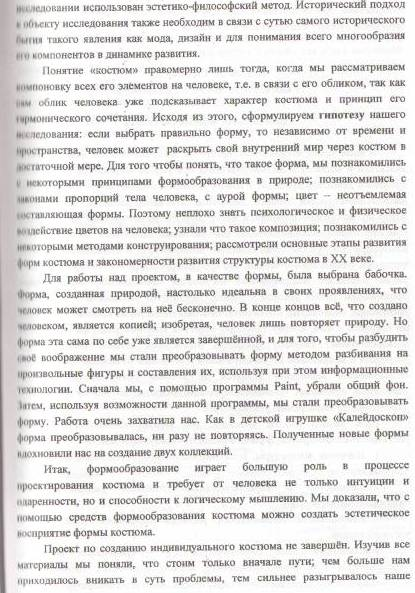 исследовании использован эстетико-философский метод. Исторический подход
к объекту исследования также необходим в связи с сутью самого исторического
бытия такого явления как мода, дизайн и для понимания всего многообразия
его компонентов в динамике развития.
Понятие «костюм» правомерно лишь тогда, когда мы рассматриваем
компоновку всех его элементов на человеке, т.е. в связи с его обликом, так как
сам облик человека уже подсказывает характер костюма и принцип его
гармонического сочетания. Исходя из этого, сформулируем гипотезу нашего
исследования: если выбрать правильно форму, то независимо от времени и
пространства, человек может раскрыть свой внутренний мир через костюм в
достаточной мере. Для того чтобы понять, что такое форма, мы познакомились
с некоторыми принципами формообразования в природе; познакомились с
законами пропорций тела человека, с аурой формы; цвет – неотъемлемая
составляющая формы. Поэтому неплохо знать психологическое и физическое
воздействие цветов на человека; узнали что такое композиция; познакомились с
некоторыми методами конструирования; рассмотрели основные этапы развития
форм костюма и закономерности развития структуры костюма в XX веке.
Для работы над проектом, в качестве формы, была выбрана бабочка.
Форма, созданная природой, настолько идеальна в своих проявлениях, что
человек может смотреть на неё бесконечно. В конце концов всё, что создано
человеком, является копией; изобретая, человек лишь повторяет природу. Но
форма эта сама по себе уже является завершённой, и для того, чтобы разбудить
своё воображение мы стали преобразовывать форму методом разбивания на
произвольные фигуры и составления их, используя при этом информационные
технологии. Сначала мы, с помощью программы Paint, убрали общий фон.
Затем, используя возможности данной программы, мы стали преобразовывать
форму. Работа очень захватила нас. Как в детской игрушке «Калейдоскоп»
форма преобразовывалась, ни разу не повторяясь. Полученные новые формы
вдохновили нас на создание двух коллекций.
Итак, формообразование играет большую роль в процессе
проектирования костюма и требует от человека не только интуиции и
одаренности, но и способности к логическому мышлению. Мы доказали, что с
помощью средств формообразования костюма можно создать эстетическое
восприятие формы костюма.
Проект по созданию индивидуального костюма не завершён. Изучив все
материалы мы поняли, что стоим только вначале пути; чем больше нам
приходилось вникать в суть проблемы, тем сильнее разыгрывалось наше